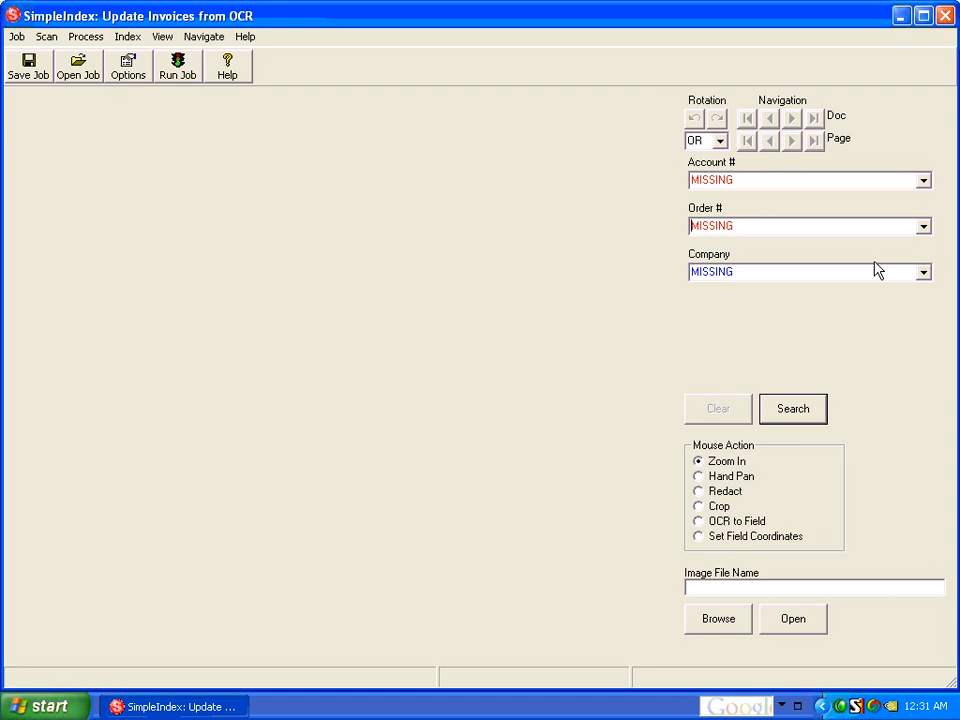 SimpleIndex: Update Invoices from OCR
Job Scan Process Index View Navigate Help
Save Job Open Job Options Run Job Help
Rotation Navigation
Doc
OR Page
Account #
MISSING
Order #
MISSING
Company
MISSING
Clear Search
Mouse Action
Zoom In
Hand Pan
Redact
Crop
OCR to Field
Set Field Coordinates
Image File Name
Browse Open
start SimpleIndex: Update ... Google 12:31 AM